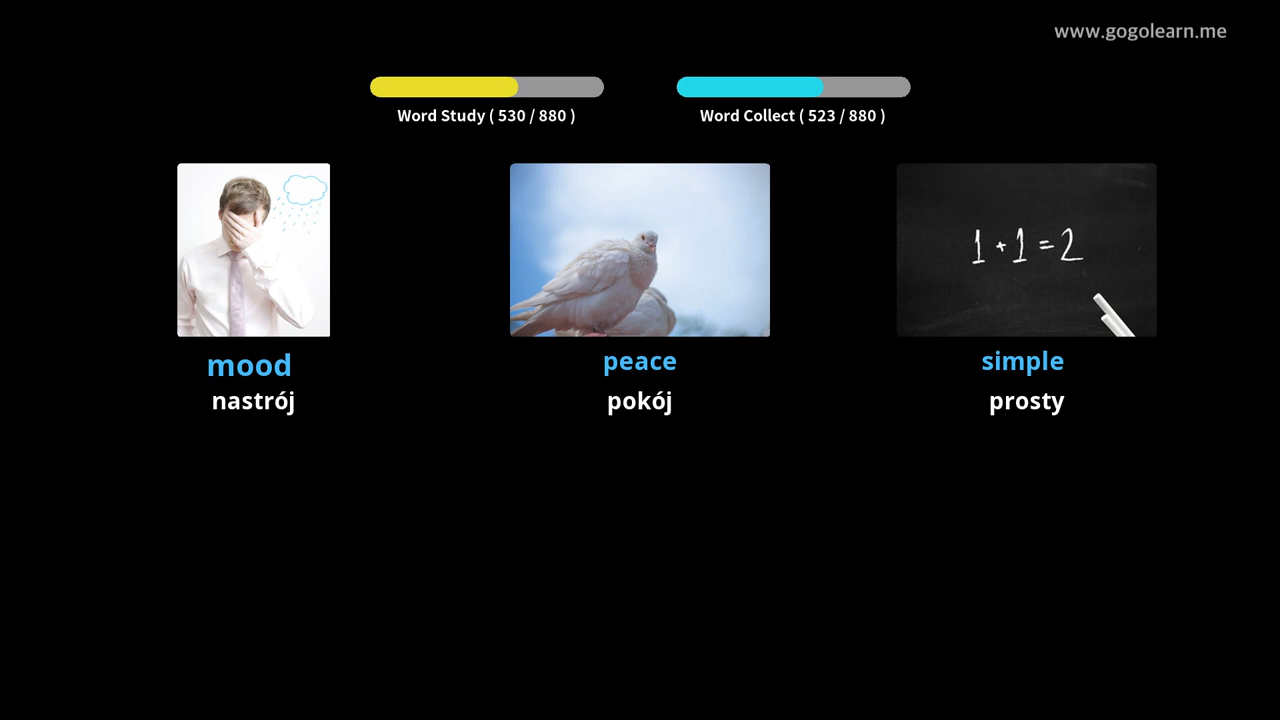 www.gogolearn.me
Word Study ( 530 / 880 )
Word Collect ( 523 / 880 )
1 + 1 = 2
mood
nastrój
peace
pokój
simple
prosty